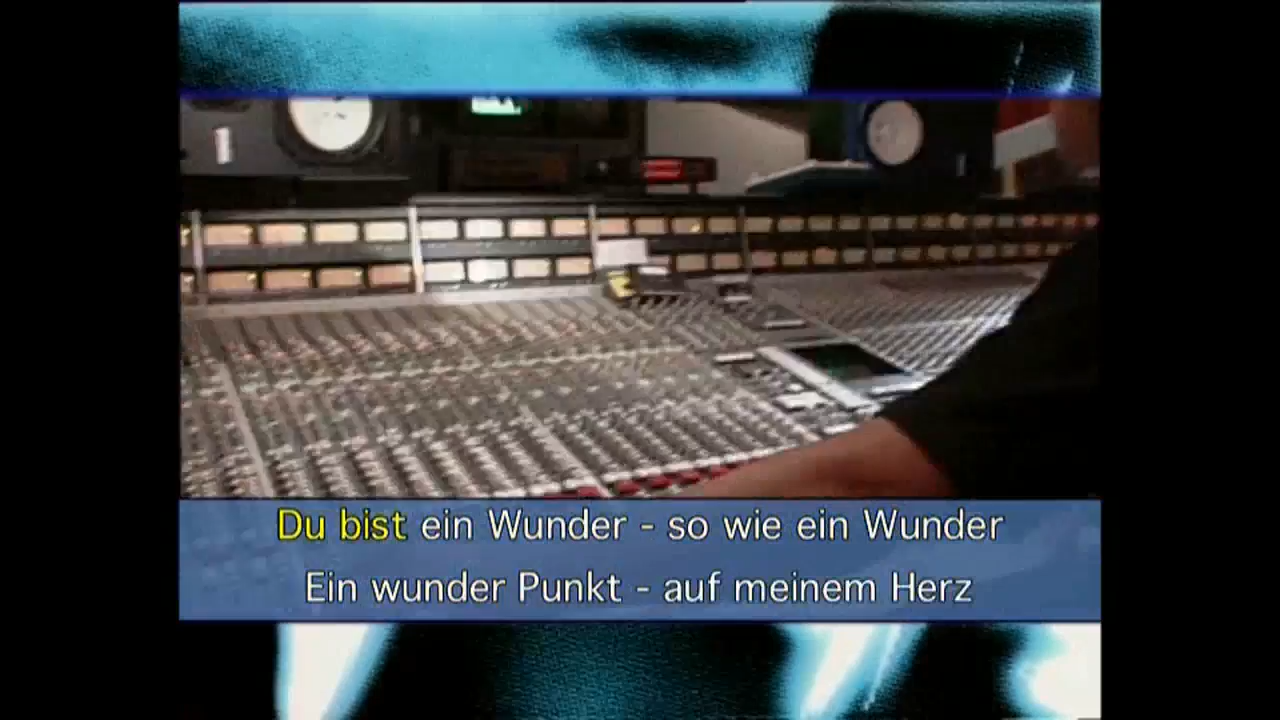 Du bist ein Wunder - so wie ein Wunder
Ein wunder Punkt - auf meinem Herz